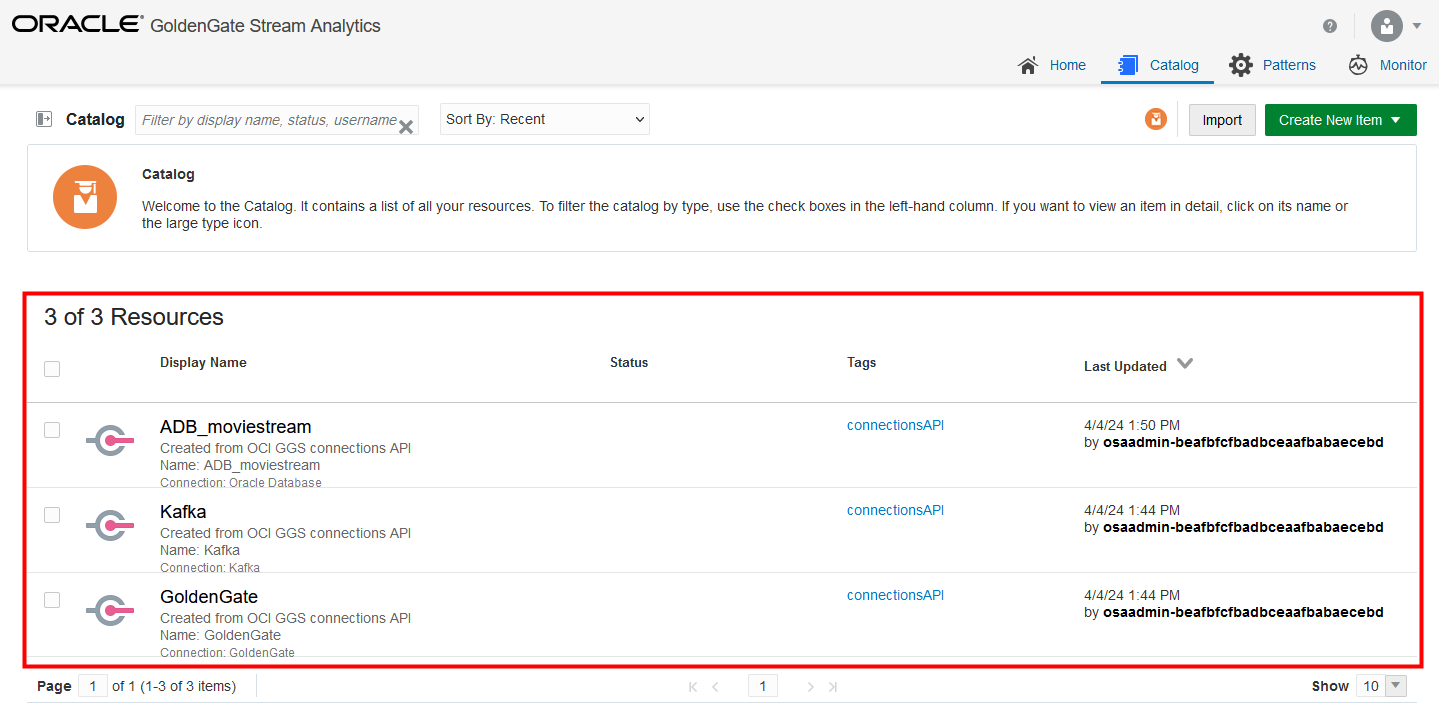 ORACLE® GoldenGate Stream Analytics
?
Home Catalog Patterns Monitor
Catalog Filter by display name, status, username Sort By: Recent Import Create New Item
Catalog
Welcome to the Catalog. It contains a list of all your resources. To filter the catalog by type, use the check boxes in the left-hand column. If you want to view an item in detail, click on its name or
the large type icon.
3 of 3 Resources
Display Name Status Tags Last Updated
ADB_moviestream connectionsAPI 4/4/24 1:50 PM
Created from OCI GGS connections API by osaadmin-beafbfcfbadbceaafbabaecebd
Name: ADB_moviestream
Connection: Oracle Database
Kafka connectionsAPI 4/4/24 1:44 PM
Created from OCI GGS connections API by osaadmin-beafbfcfbadbceaafbabaecebd
Name: Kafka
Connection: Kafka
GoldenGate connectionsAPI 4/4/24 1:44 PM
Created from OCI GGS connections API by osaadmin-beafbfcfbadbceaafbabaecebd
Name: GoldenGate
Connection: GoldenGate
Page 1 of 1 (1-3 of 3 items) 1 Show 10